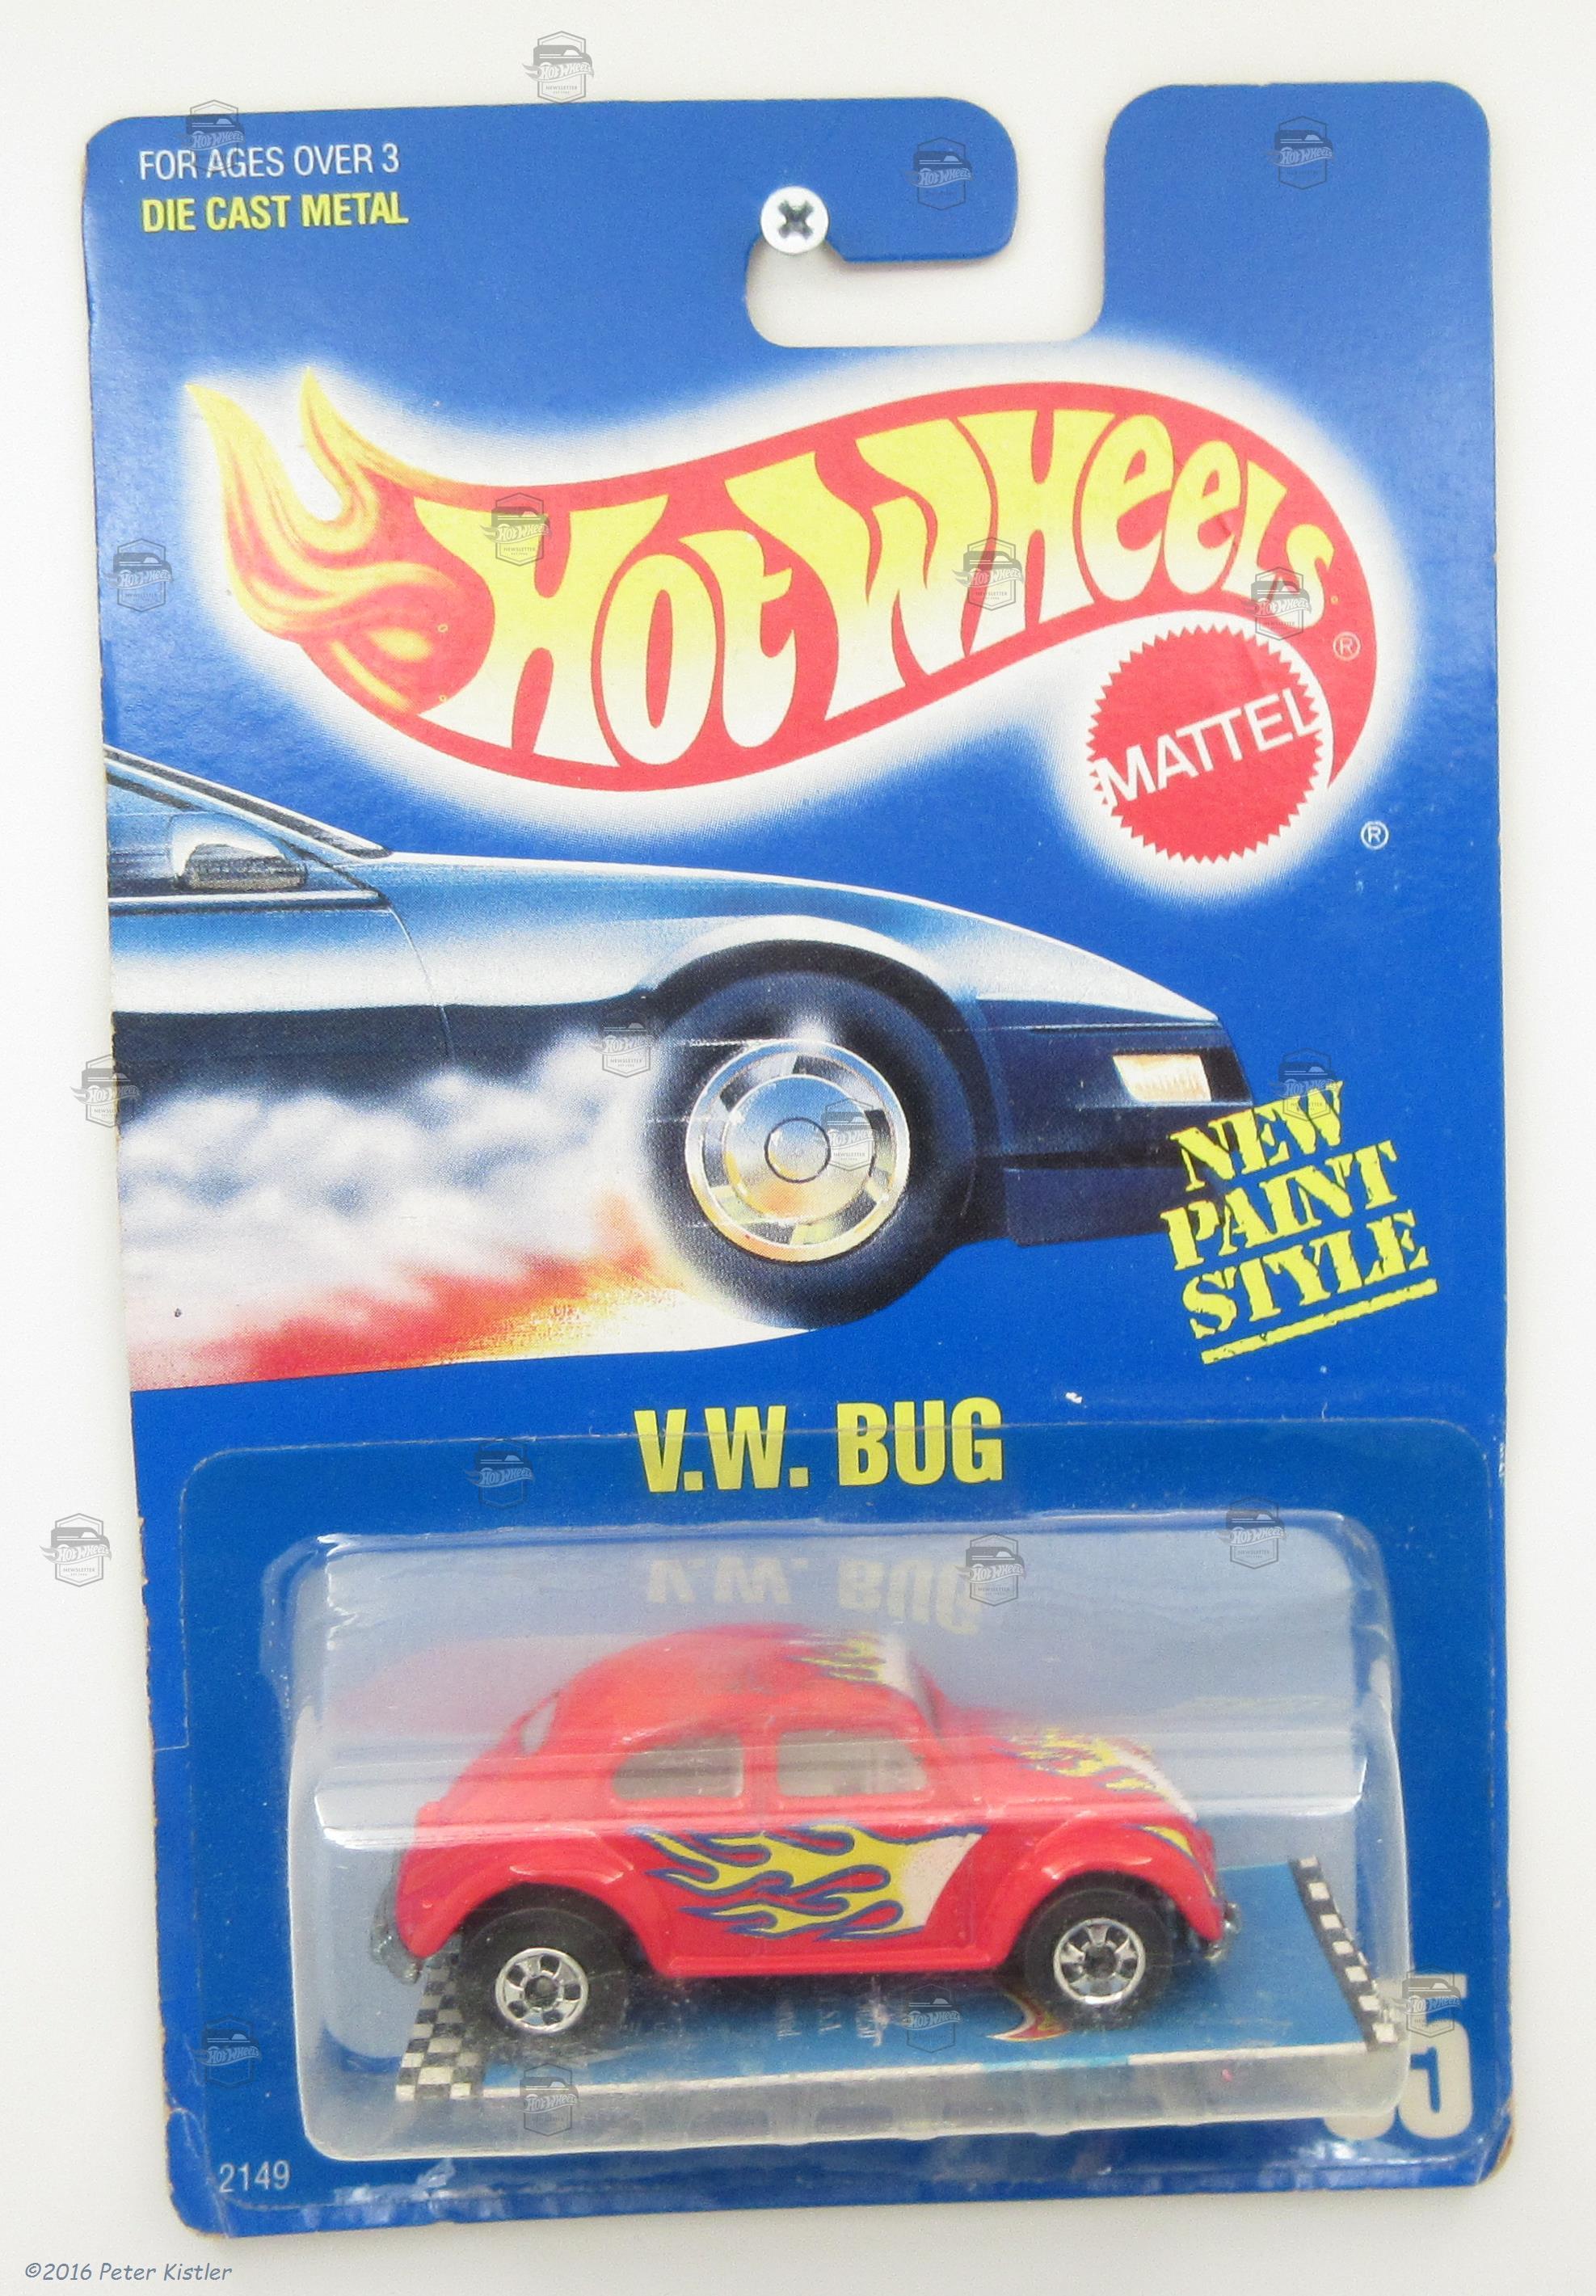 FOR AGES OVER 3
DIE CAST METAL
Hot Wheels
®
MATTEL
®
NEW
PAINT
STYLE
V.W. BUG
2149
©2016 Peter Kistler